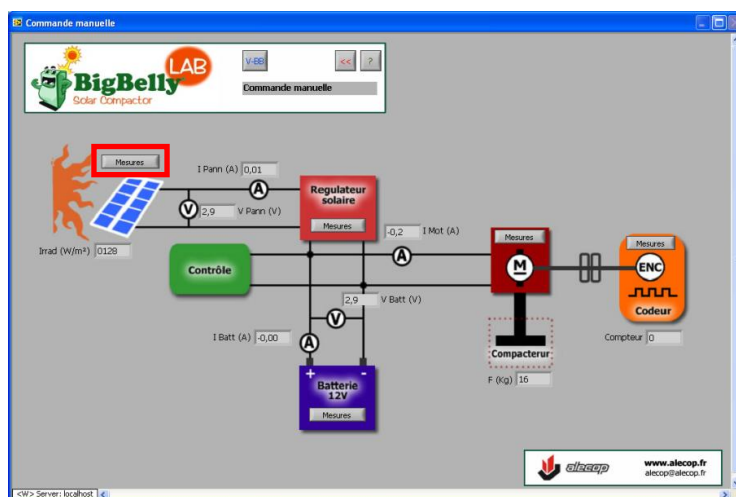 Commande manuelle
BigBelly LAB
Solar Compactor
V-BB
<< ?
Commande manuelle
Mesures
I Pann (A) 0,01
A
V 2,9 V Pann (V)
Irrad (W/m²) 0128
Regulateur
solaire
Mesures
-0,2 I Mot (A)
A
Contrôle
Mesures
M
Mesures
ENC
Codeur
Compteur 0
2,9 V Batt (V)
V
I Batt (A) -0,00
A
Compacteur
F (Kg) 16
+ -
Batterie
12V
Mesures
alecop
www.alecop.fr
alecop@alecop.fr
<W> Server: localhost